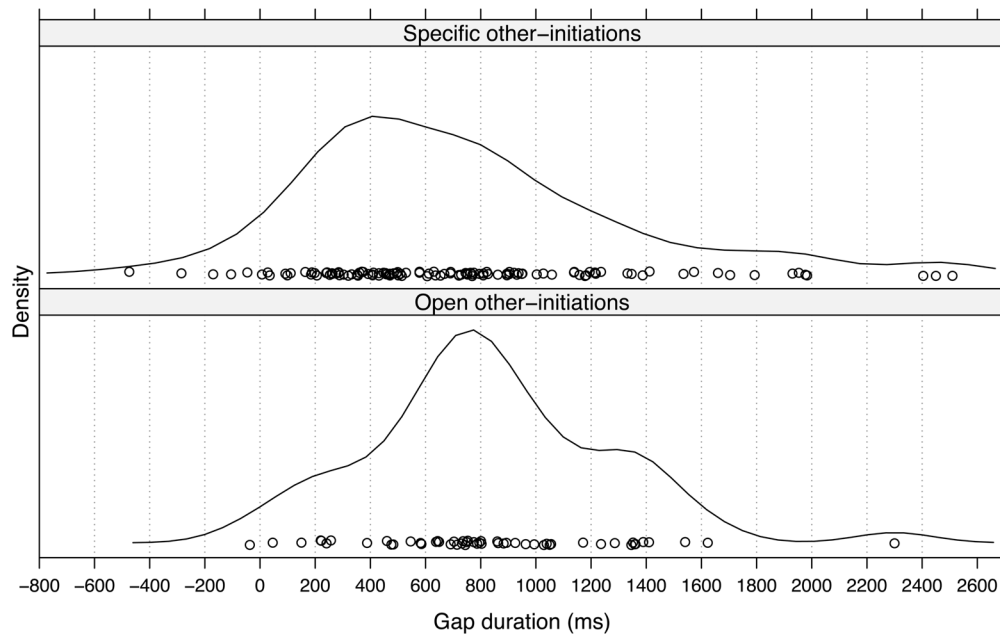 Specific other−initiations
Open other−initiations
Density
−800 −600 −400 −200 0 200 400 600 800 1000 1200 1400 1600 1800 2000 2200 2400 2600
Gap duration (ms)